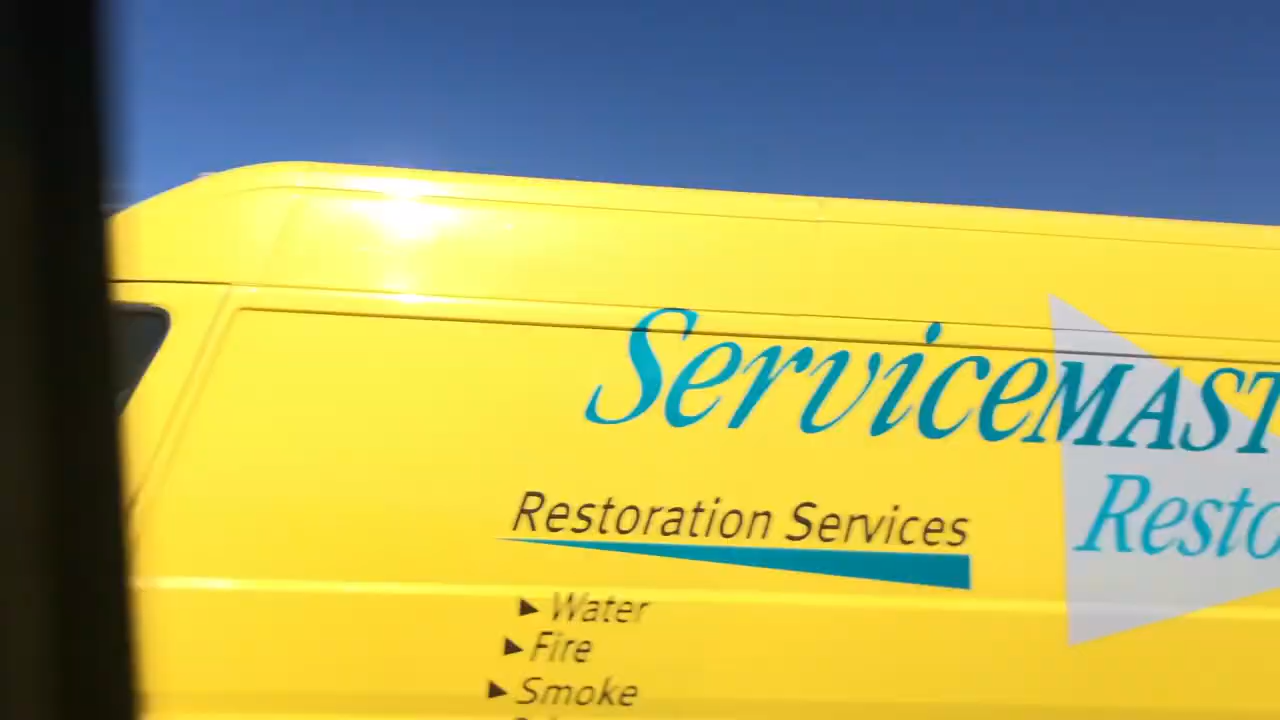 ServiceMAST
Resto
Restoration Services
Water
Fire
Smoke